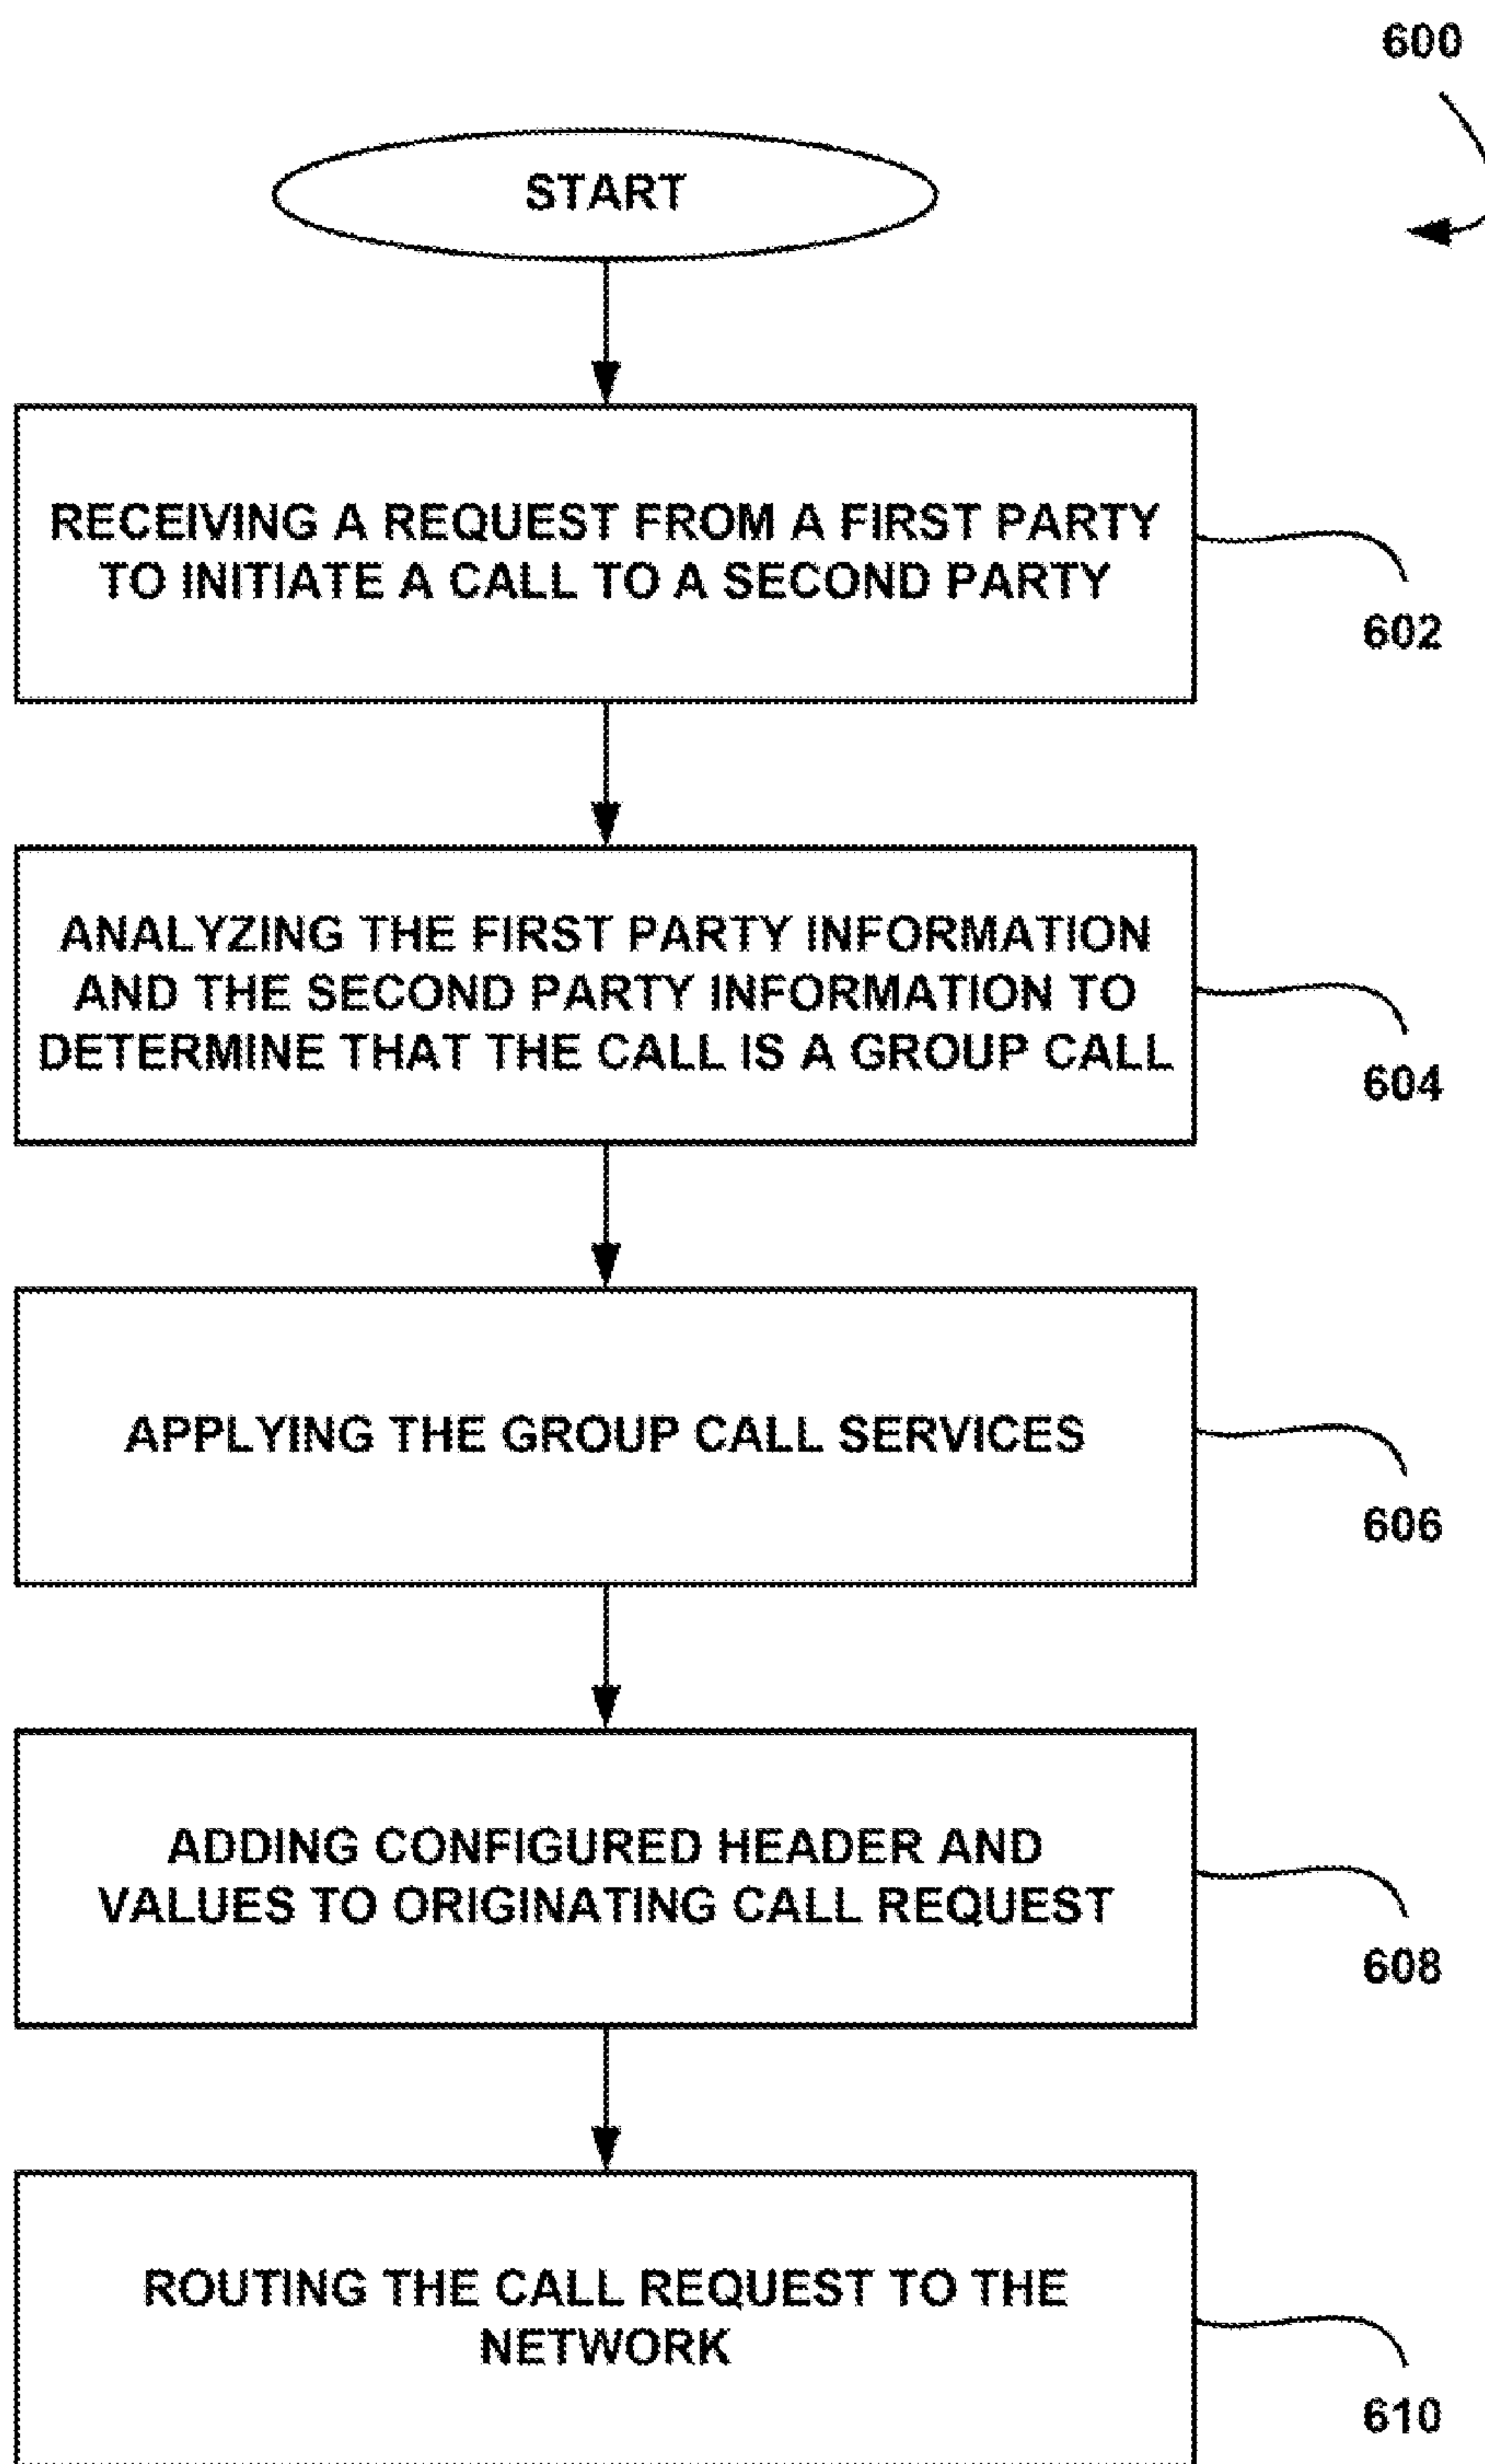 600
START
RECEIVING A REQUEST FROM A FIRST PARTY
TO INITIATE A CALL TO A SECOND PARTY
602
ANALYZING THE FIRST PARTY INFORMATION
AND THE SECOND PARTY INFORMATION TO
DETERMINE THAT THE CALL IS A GROUP CALL
604
APPLYING THE GROUP CALL SERVICES
606
ADDING CONFIGURED HEADER AND
VALUES TO ORIGINATING CALL REQUEST
608
ROUTING THE CALL REQUEST TO THE
NETWORK
610